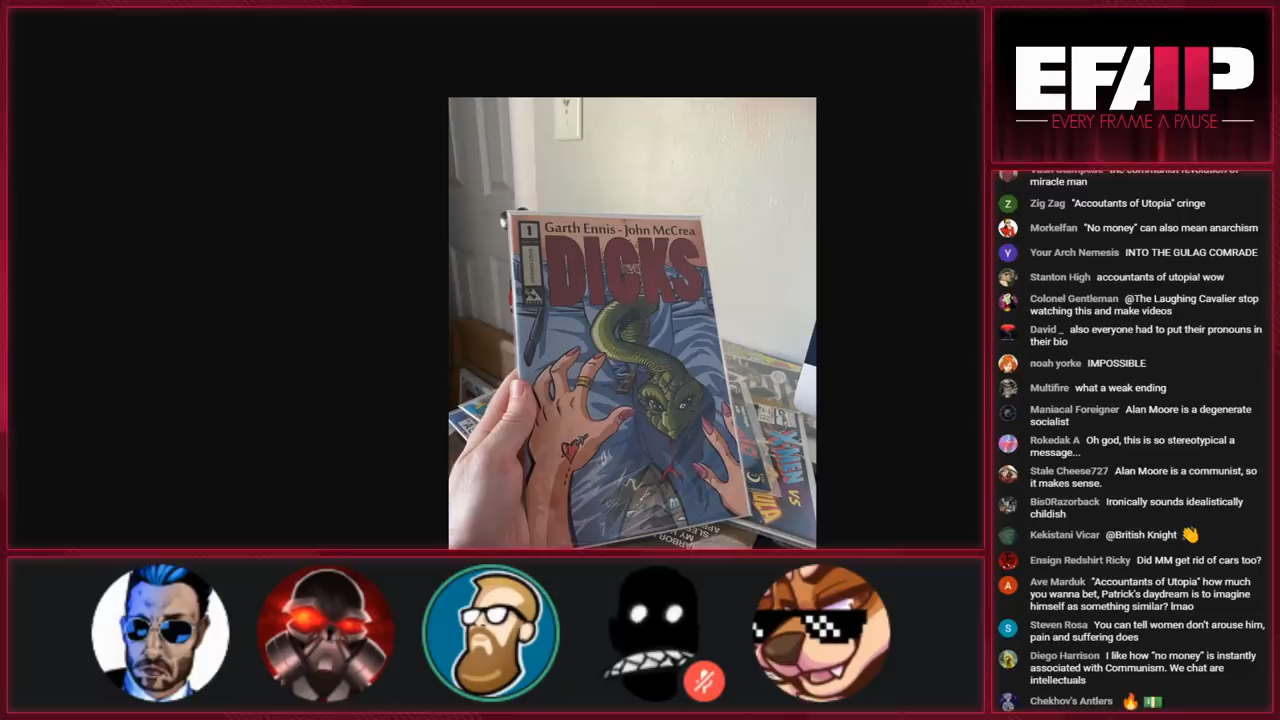 1
Garth Ennis - John McCrea
DICKS
X-MEN
VS
EFAP
EVERY FRAME A PAUSE
miracle man
Zig Zag "Accoutants of Utopia" cringe
Morkelfan "No money" can also mean anarchism
Your Arch Nemesis INTO THE GULAG COMRADE
Stanton High accoutants of utopia! wow
Colonel Gentleman @The Laughing Cavalier stop
watching this and make videos
David _ also everyone had to put their pronouns in
their bio
noah yorke IMPOSSIBLE
Multifire what a weak ending
Maniacal Foreigner Alan Moore is a degenerate
socialist
Rokedak A Oh god, this is so stereotypical a
message...
Stale Cheese727 Alan Moore is a communist, so
it makes sense.
Bis0Razorback Ironically sounds idealistically
childish
Kekistani Vicar @British Knight 👏
Ensign Redshirt Ricky Did MM get rid of cars too?
A
Ave Marduk "Accountants of Utopia" how much
you wanna bet, Patrick's daydream is to imagine
himself as something similar? lmao
Steven Rosa You can tell women don't arouse him,
pain and suffering does
Diego Harrison I like how "no money" is instantly
associated with Communism. We chat are
intellectuals
Chekhov's Antlers 🔥 💵